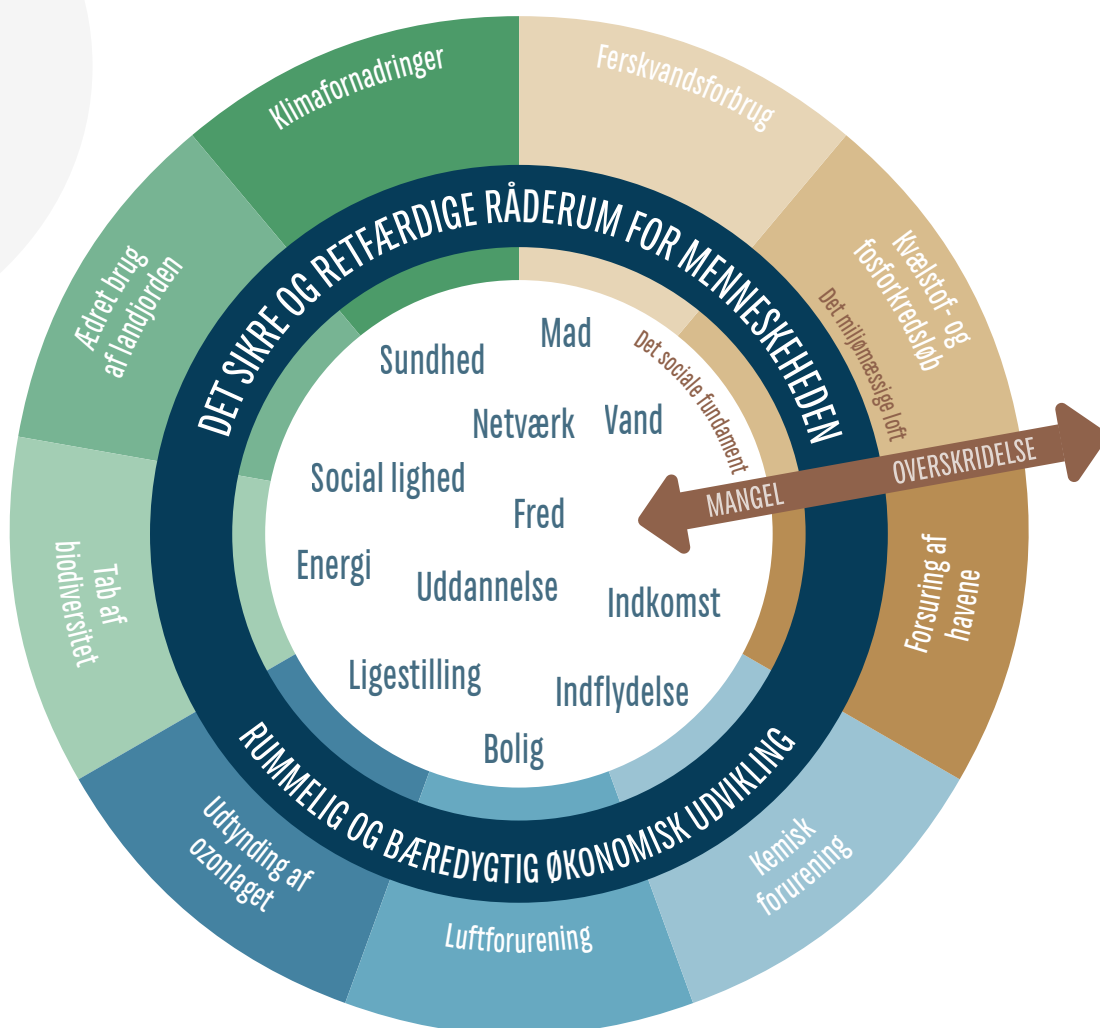 Klimafornadringer
Ferskvandsforbrug
Kvælstof- og
fosforkredsløb
Forsuring af
havene
Kemisk
forurening
Luftforurening
Udtynding af
ozonlaget
Tab af
biodiversitet
Ædret brug
af landjorden
DET SIKRE OG RETFÆRDIGE RÅDERUM FOR MENNESKEHEDEN
RUMMELIG OG BÆREDYGTIG ØKONOMISK UDVIKLING
Det miljømæssige loft
Det sociale fundament
MANGEL
OVERSKRIDELSE
Mad
Sundhed
Netværk
Vand
Social lighed
Fred
Energi
Uddannelse
Indkomst
Ligestilling
Indflydelse
Bolig